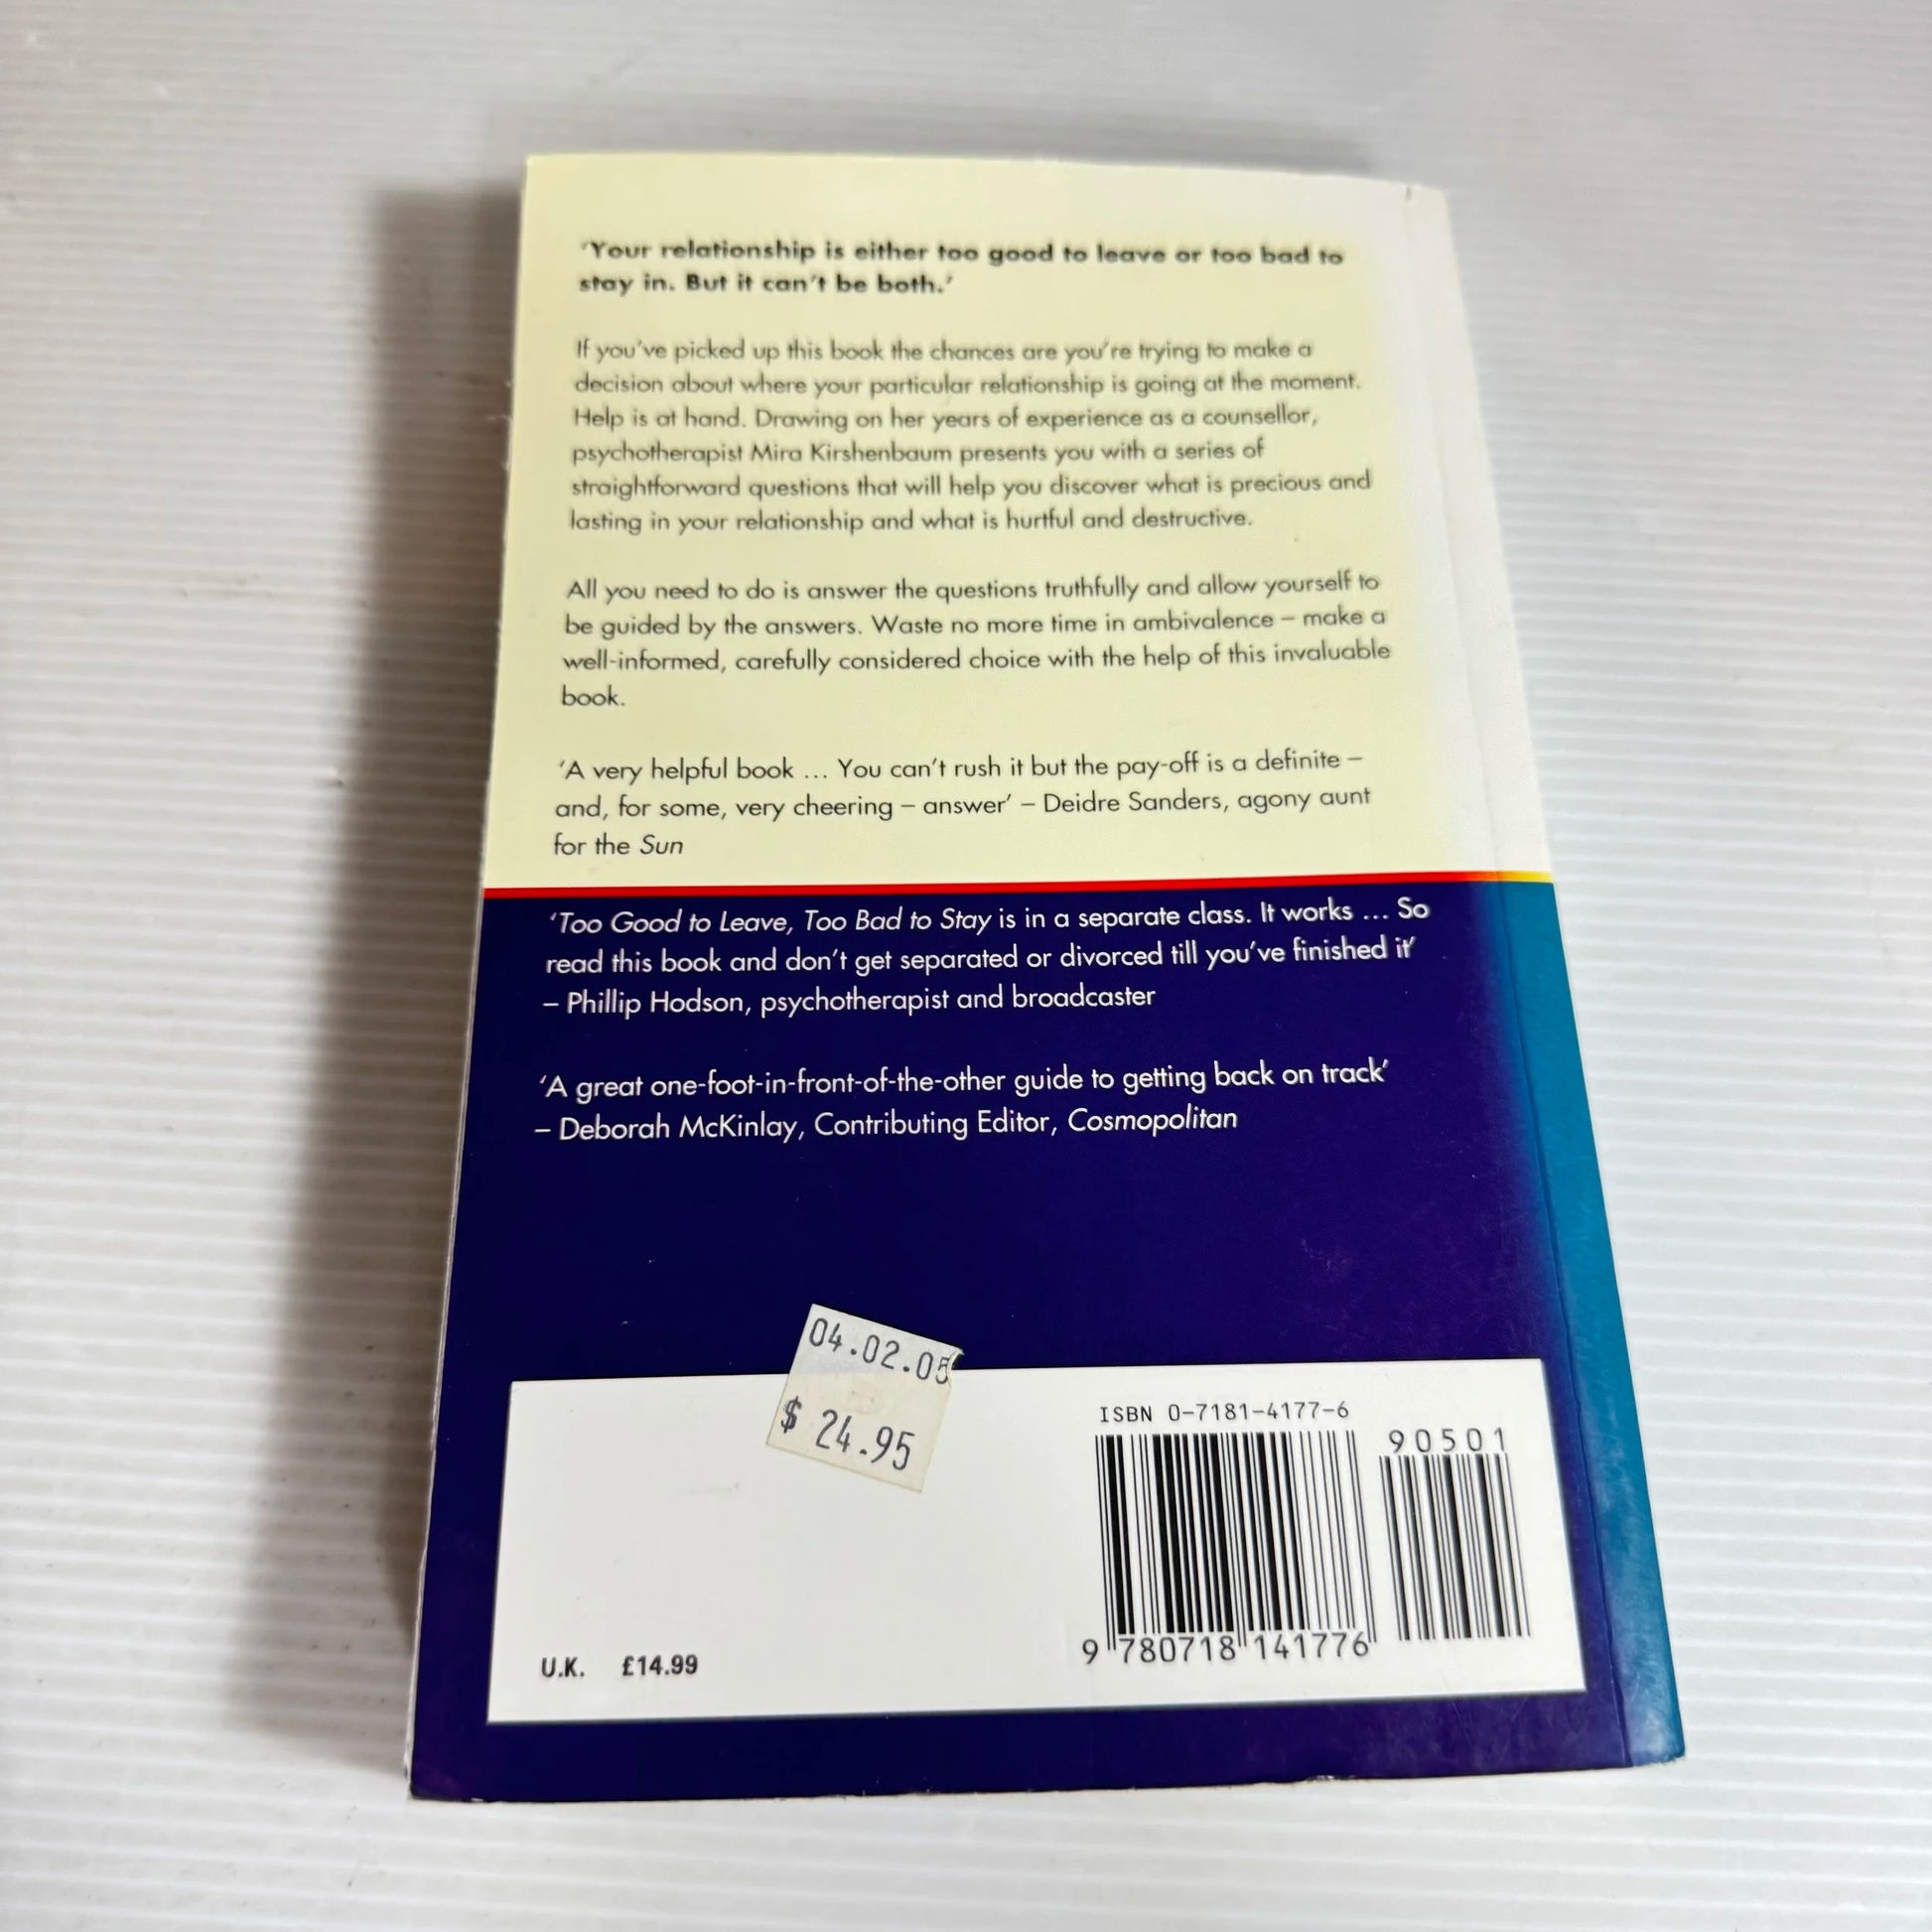 'Your relationship is either too good to leave or too bad to
stay in. But it can't be both.'
If you've picked up this book the chances are you're trying to make a
decision about where your particular relationship is going at the moment.
Help is at hand. Drawing on her years of experience as a counsellor,
psychotherapist Mira Kirshenbaum presents you with a series of
straightforward questions that will help you discover what is precious and
lasting in your relationship and what is hurtful and destructive.
All you need to do is answer the questions truthfully and allow yourself to
be guided by the answers. Waste no more time in ambivalence – make a
well-informed, carefully considered choice with the help of this invaluable
book.
'A very helpful book ... You can't rush it but the pay-off is a definite –
and, for some, very cheering – answer' – Deidre Sanders, agony aunt
for the Sun
'Too Good to Leave, Too Bad to Stay is in a separate class. It works ... So
read this book and don't get separated or divorced till you've finished it'
– Phillip Hodson, psychotherapist and broadcaster
'A great one-foot-in-front-of-the-other guide to getting back on track'
– Deborah McKinlay, Contributing Editor, Cosmopolitan
04.02.05
$ 24.95
ISBN 0-7181-4177-6
90501
9 780718 141776
U.K. £14.99